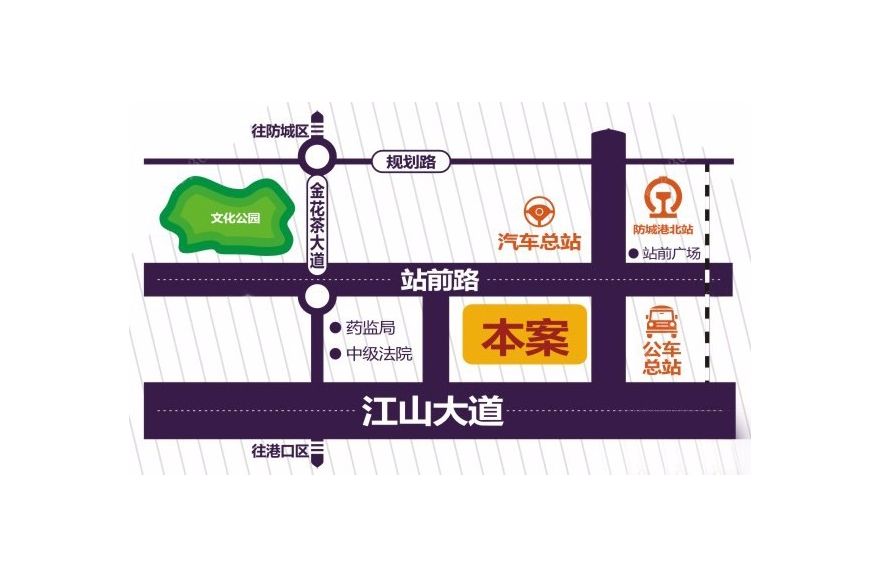 往防城区
规划路
金花茶大道
文化公园
汽车总站
防城港北站
站前广场
站前路
药监局
中级法院
本案
公车
总站
江山大道
往港口区